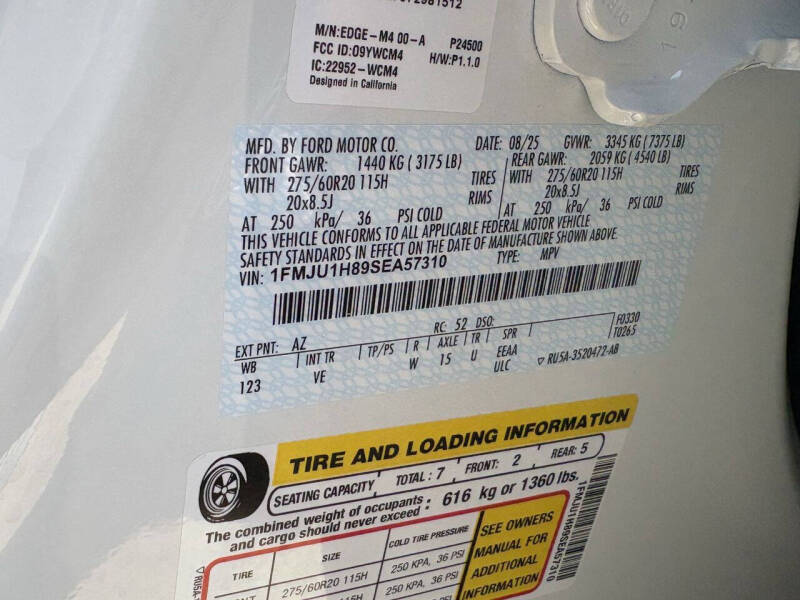 M/N:EDGE-M4 00-A P24500
FCC ID:O9YWCM4 H/W:P1.1.0
IC:22952-WCM4
Designed in California
MFD. BY FORD MOTOR CO. DATE: 08/25 GVWR: 3345 KG ( 7375 LB)
FRONT GAWR: 1440 KG ( 3175 LB) REAR GAWR: 2059 KG ( 4540 LB)
WITH 275/60R20 115H TIRES WITH 275/60R20 115H TIRES
20x8.5J RIMS 20x8.5J RIMS
AT 250 kPa/ 36 PSI COLD AT 250 kPa/ 36 PSI COLD
THIS VEHICLE CONFORMS TO ALL APPLICABLE FEDERAL MOTOR VEHICLE
SAFETY STANDARDS IN EFFECT ON THE DATE OF MANUFACTURE SHOWN ABOVE.
VIN: 1FMJU1H89SEA57310 TYPE: MPV
F0330
T0265
EXT PNT: AZ RC: 52 DSO:
WB INT TR TP/PS R AXLE TR SPR
123 VE W 15 U EEAA
ULC ▽ RU5A-3520472-AB
TIRE AND LOADING INFORMATION
SEATING CAPACITY TOTAL : 7 FRONT: 2 REAR: 5
The combined weight of occupants
and cargo should never exceed : 616 kg or 1360 lbs.
TIRE SIZE COLD TIRE PRESSURE
275/60R20 115H 250 KPA, 36 PSI
250 KPA, 36 PSI
SEE OWNERS
MANUAL FOR
ADDITIONAL
INFORMATION
1FMJU1H89SEA57310